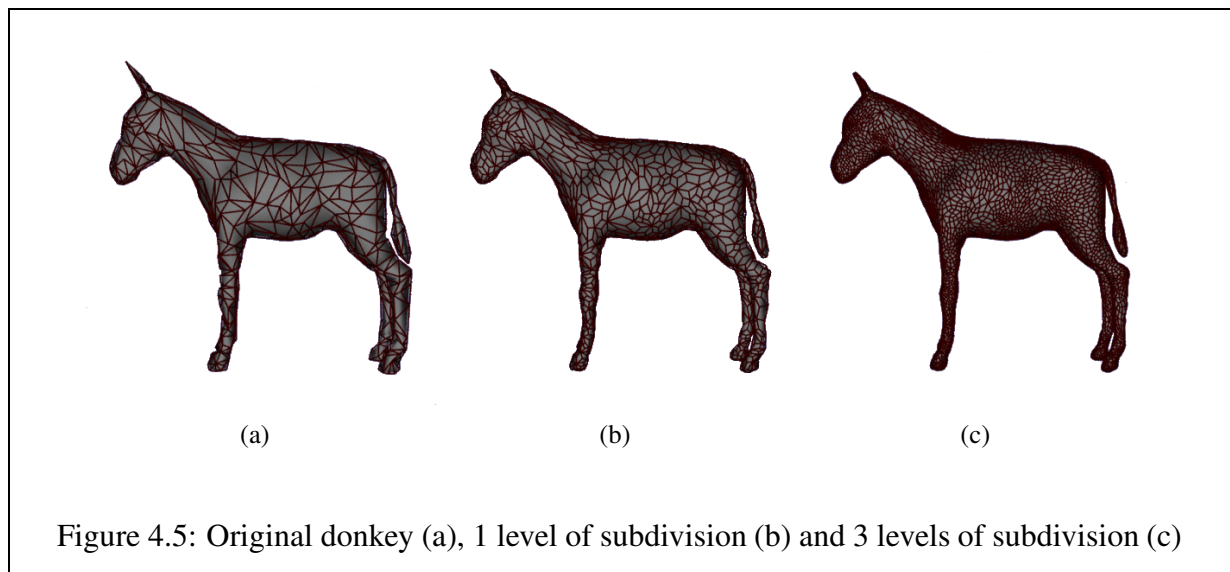 (a)
(b)
(c)
Figure 4.5: Original donkey (a), 1 level of subdivision (b) and 3 levels of subdivision (c)